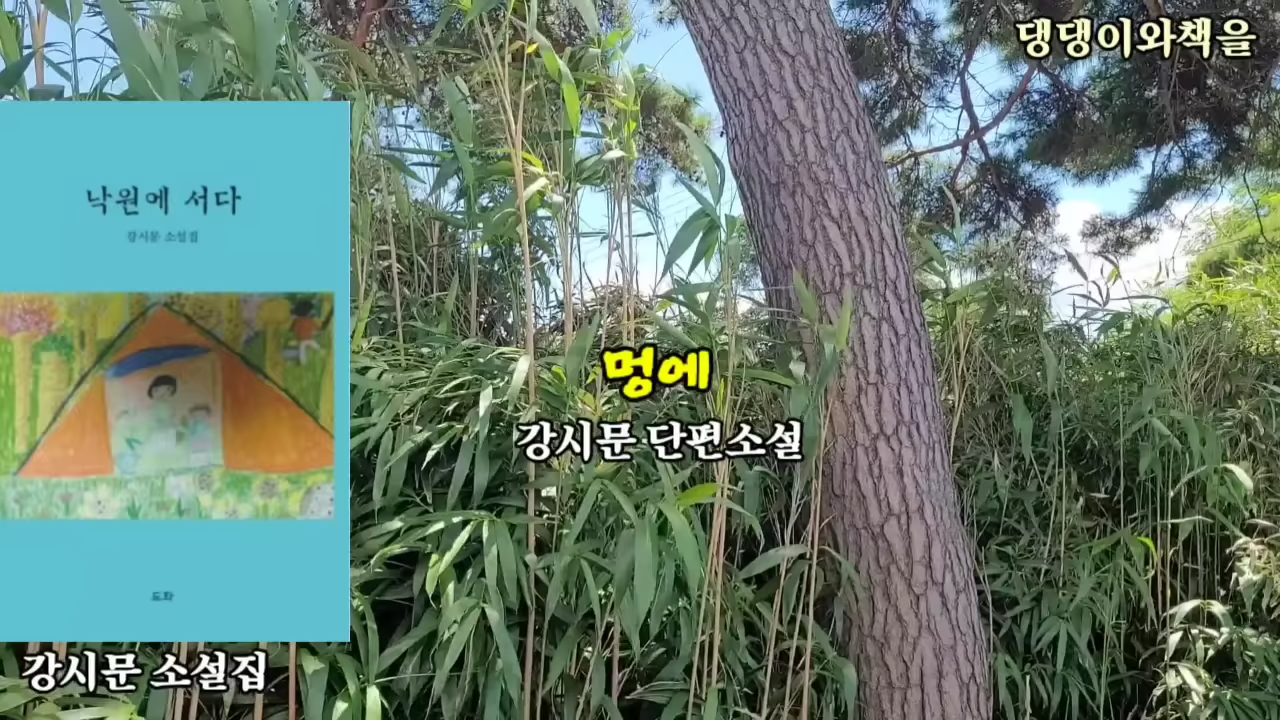 댕댕이와책을
낙원에 서다
강시문 소설집
멍에
강시문 단편소설
도화
강시문 소설집